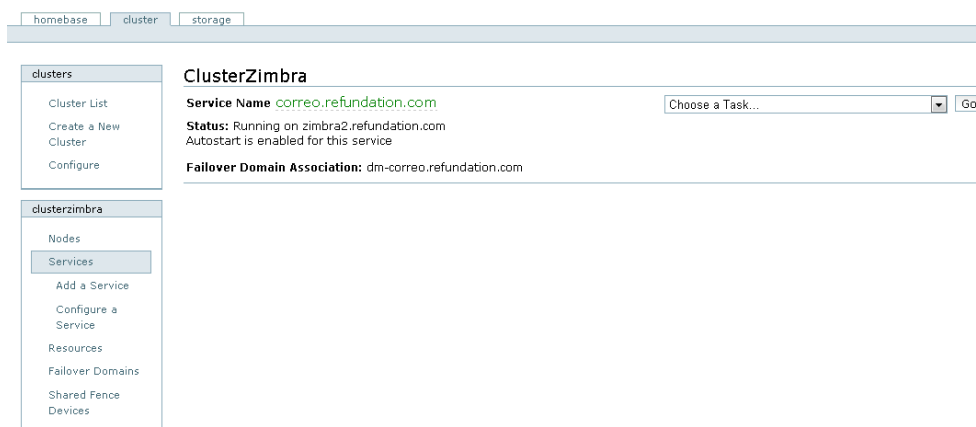 homebase cluster storage
clusters
Cluster List
Create a New
Cluster
Configure
clusterzimbra
Nodes
Services
Add a Service
Configure a
Service
Resources
Failover Domains
Shared Fence
Devices
ClusterZimbra
Service Name correo.refundation.com
Choose a Task... Go
Status: Running on zimbra2.refundation.com
Autostart is enabled for this service
Failover Domain Association: dm-correo.refundation.com